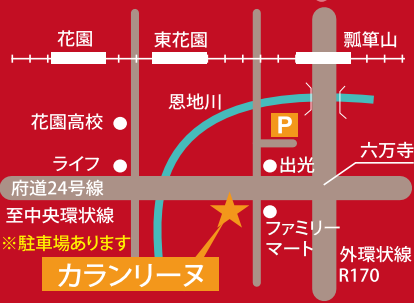 花園
東花園
瓢箪山
恩地川
花園高校
P
六万寺
ライフ
出光
府道24号線
至中央環状線
※駐車場あります
ファミリー
マート
外環状線
R170
カランリーヌ